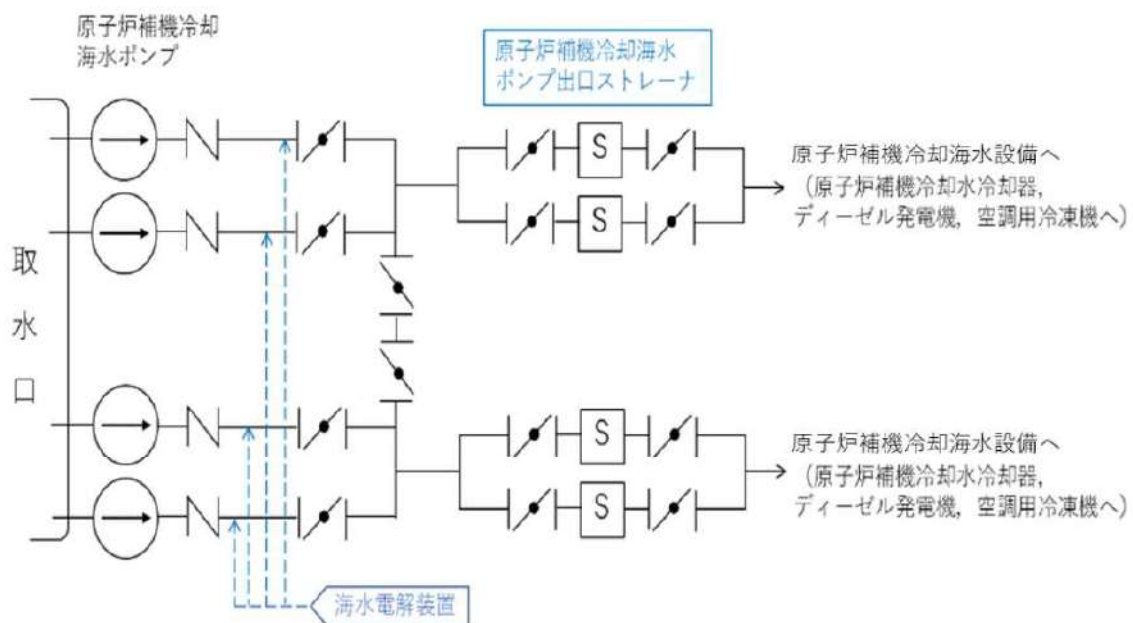 原子炉補機冷却
海水ポンプ
原子炉補機冷却海水
ポンプ出口ストレーナ
S
S
原子炉補機冷却海水設備へ
（原子炉補機冷却水冷却器，
ディーゼル発電機，空調用冷凍機へ）
取
水
口
S
S
原子炉補機冷却海水設備へ
（原子炉補機冷却水冷却器，
ディーゼル発電機，空調用冷凍機へ）
海水電解装置